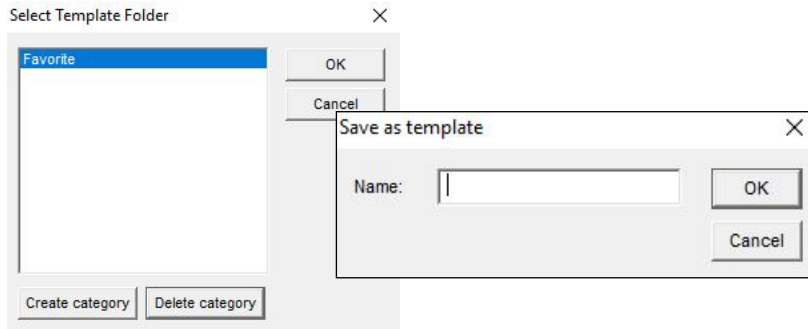 Select Template Folder
Favorite
OK
Cancel
Create category
Delete category
Save as template
Name:
OK
Cancel